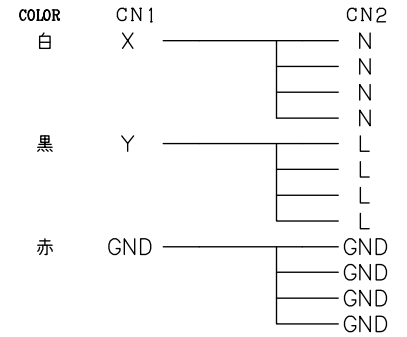 COLOR CN1 CN2
白 X N
N
N
N
黒 Y L
L
L
L
赤 GND GND
GND
GND
GND